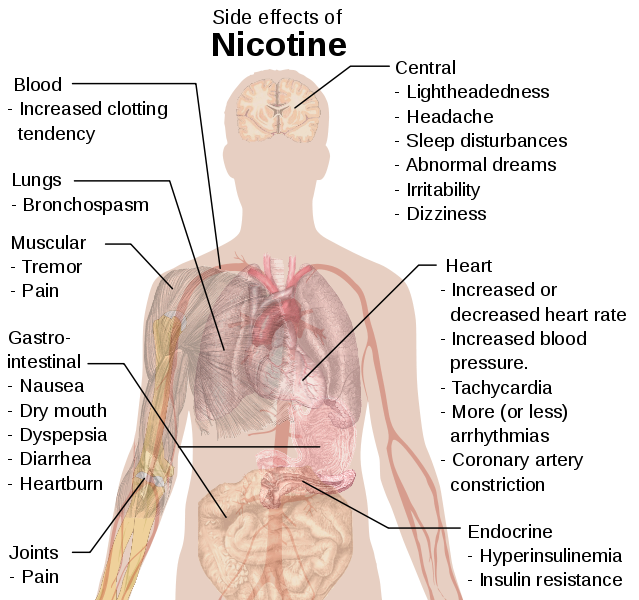 Side effects of
Nicotine
Blood
- Increased clotting
tendency
Lungs
- Bronchospasm
Muscular
- Tremor
- Pain
Gastro-
intestinal
- Nausea
- Dry mouth
- Dyspepsia
- Diarrhea
- Heartburn
Joints
- Pain
Central
- Lightheadedness
- Headache
- Sleep disturbances
- Abnormal dreams
- Irritability
- Dizziness
Heart
- Increased or
decreased heart rate
- Increased blood
pressure.
- Tachycardia
- More (or less)
arrhythmias
- Coronary artery
constriction
Endocrine
- Hyperinsulinemia
- Insulin resistance